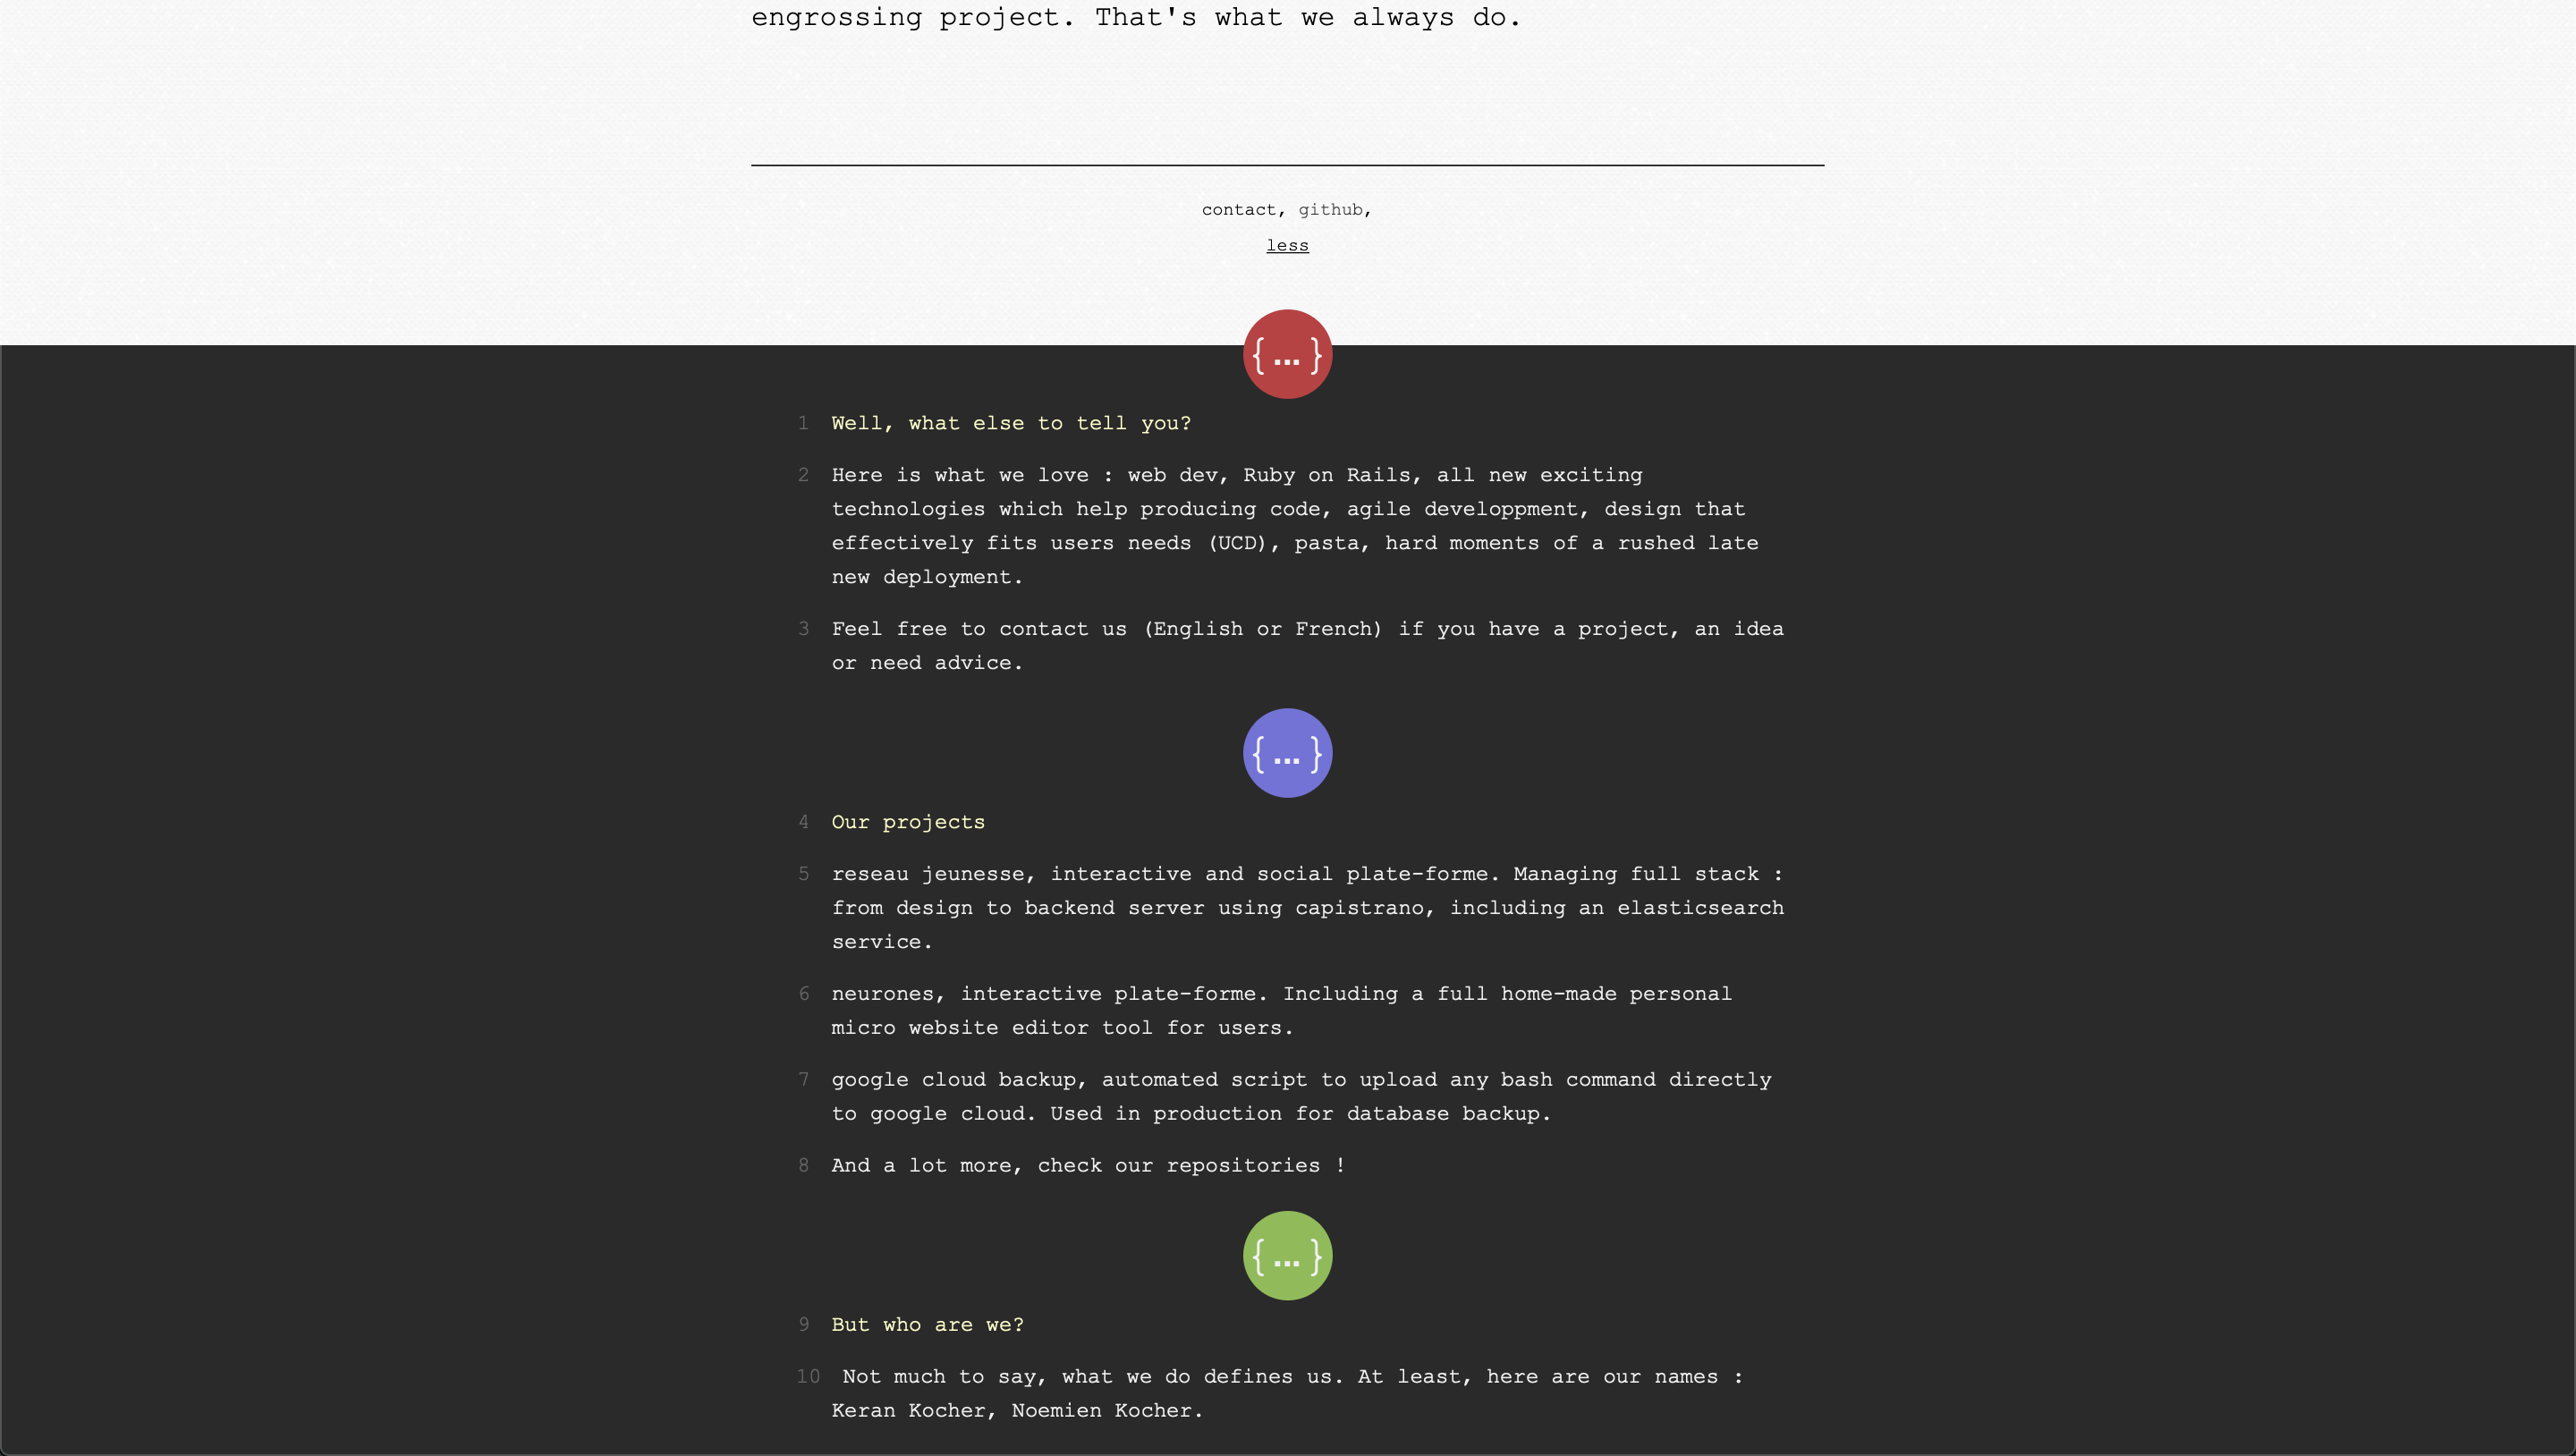 engrossing project. That's what we always do.
contact, github,
less
{…}
1 Well, what else to tell you?
2 Here is what we love : web dev, Ruby on Rails, all new exciting
technologies which help producing code, agile developpment, design that
effectively fits users needs (UCD), pasta, hard moments of a rushed late
new deployment.
3 Feel free to contact us (English or French) if you have a project, an idea
or need advice.
{…}
4 Our projects
5 reseau jeunesse, interactive and social plate-forme. Managing full stack :
from design to backend server using capistrano, including an elasticsearch
service.
6 neurones, interactive plate-forme. Including a full home-made personal
micro website editor tool for users.
7 google cloud backup, automated script to upload any bash command directly
to google cloud. Used in production for database backup.
8 And a lot more, check our repositories !
{…}
9 But who are we?
10 Not much to say, what we do defines us. At least, here are our names :
Keran Kocher, Noemien Kocher.